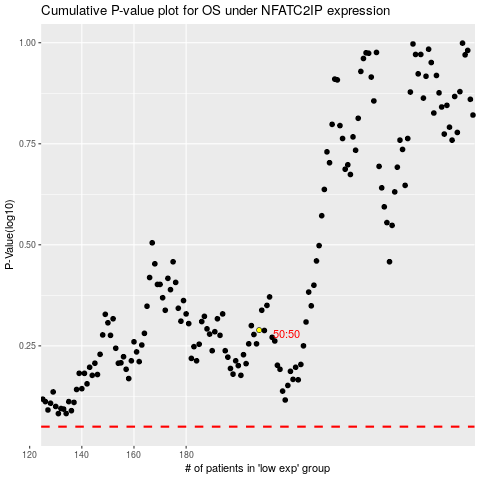 Cumulative P-value plot for OS under NFATC2IP expression
1.00
0.75
0.50
0.25
P-Value(log10)
50:50
120 140 160 180
# of patients in 'low exp' group